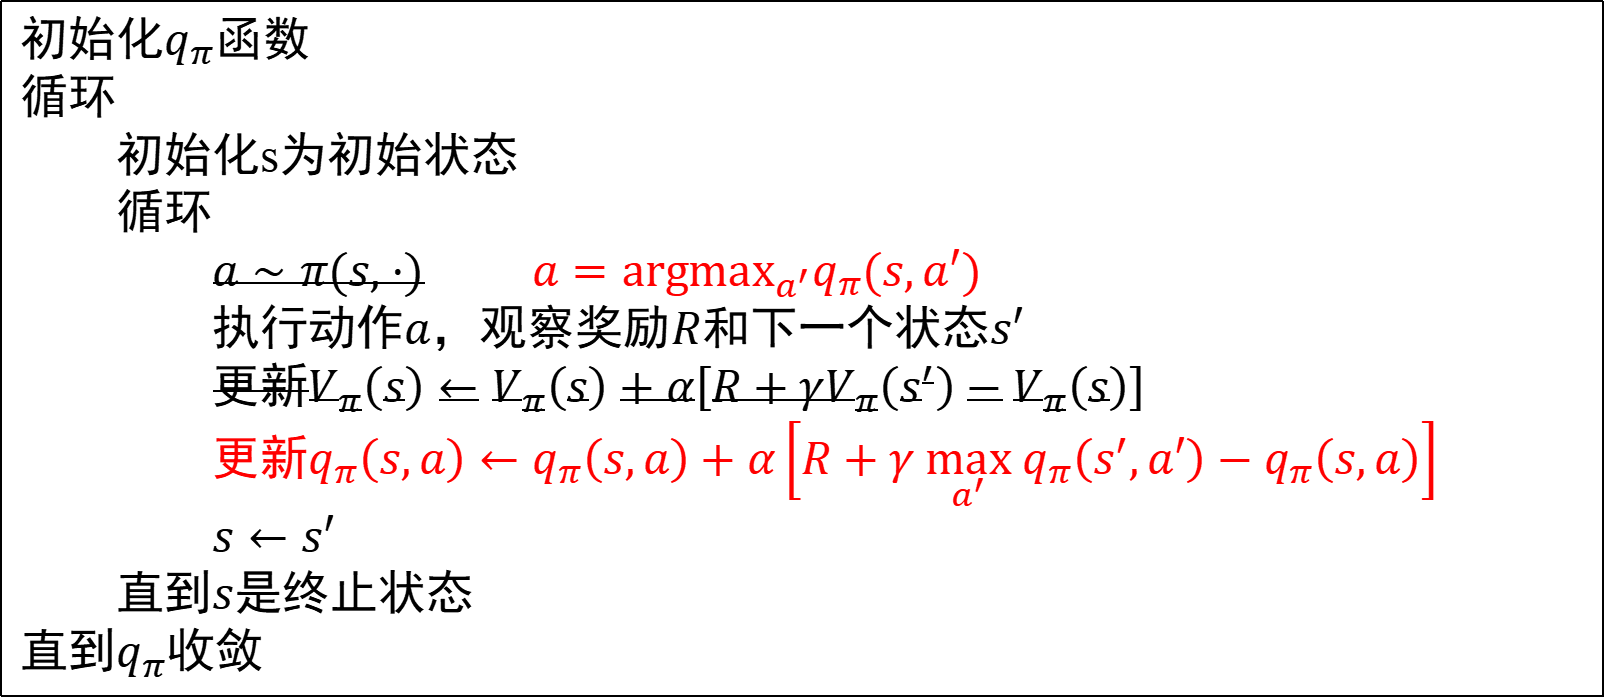 初始化qπ函数
循环
初始化s为初始状态
循环
a ~ π(s, ·) a = argmaxa′qπ(s, a′)
执行动作a，观察奖励R和下一个状态s′
更新Vπ(s) ← Vπ(s) + α[R + γVπ(s′) − Vπ(s)]
更新qπ(s, a) ← qπ(s, a) + α[R + γ maxa′ qπ(s′, a′) − qπ(s, a)]
s ← s′
直到s是终止状态
直到qπ收敛